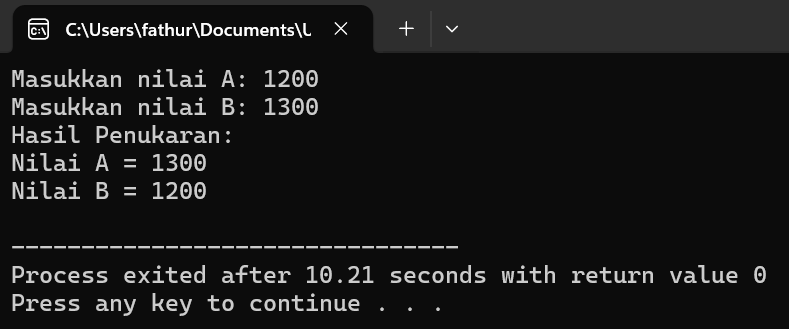 C:\Users\fathur\Documents\L
Masukkan nilai A: 1200
Masukkan nilai B: 1300
Hasil Penukaran:
Nilai A = 1300
Nilai B = 1200
--------------------------------
Process exited after 10.21 seconds with return value 0
Press any key to continue . . .